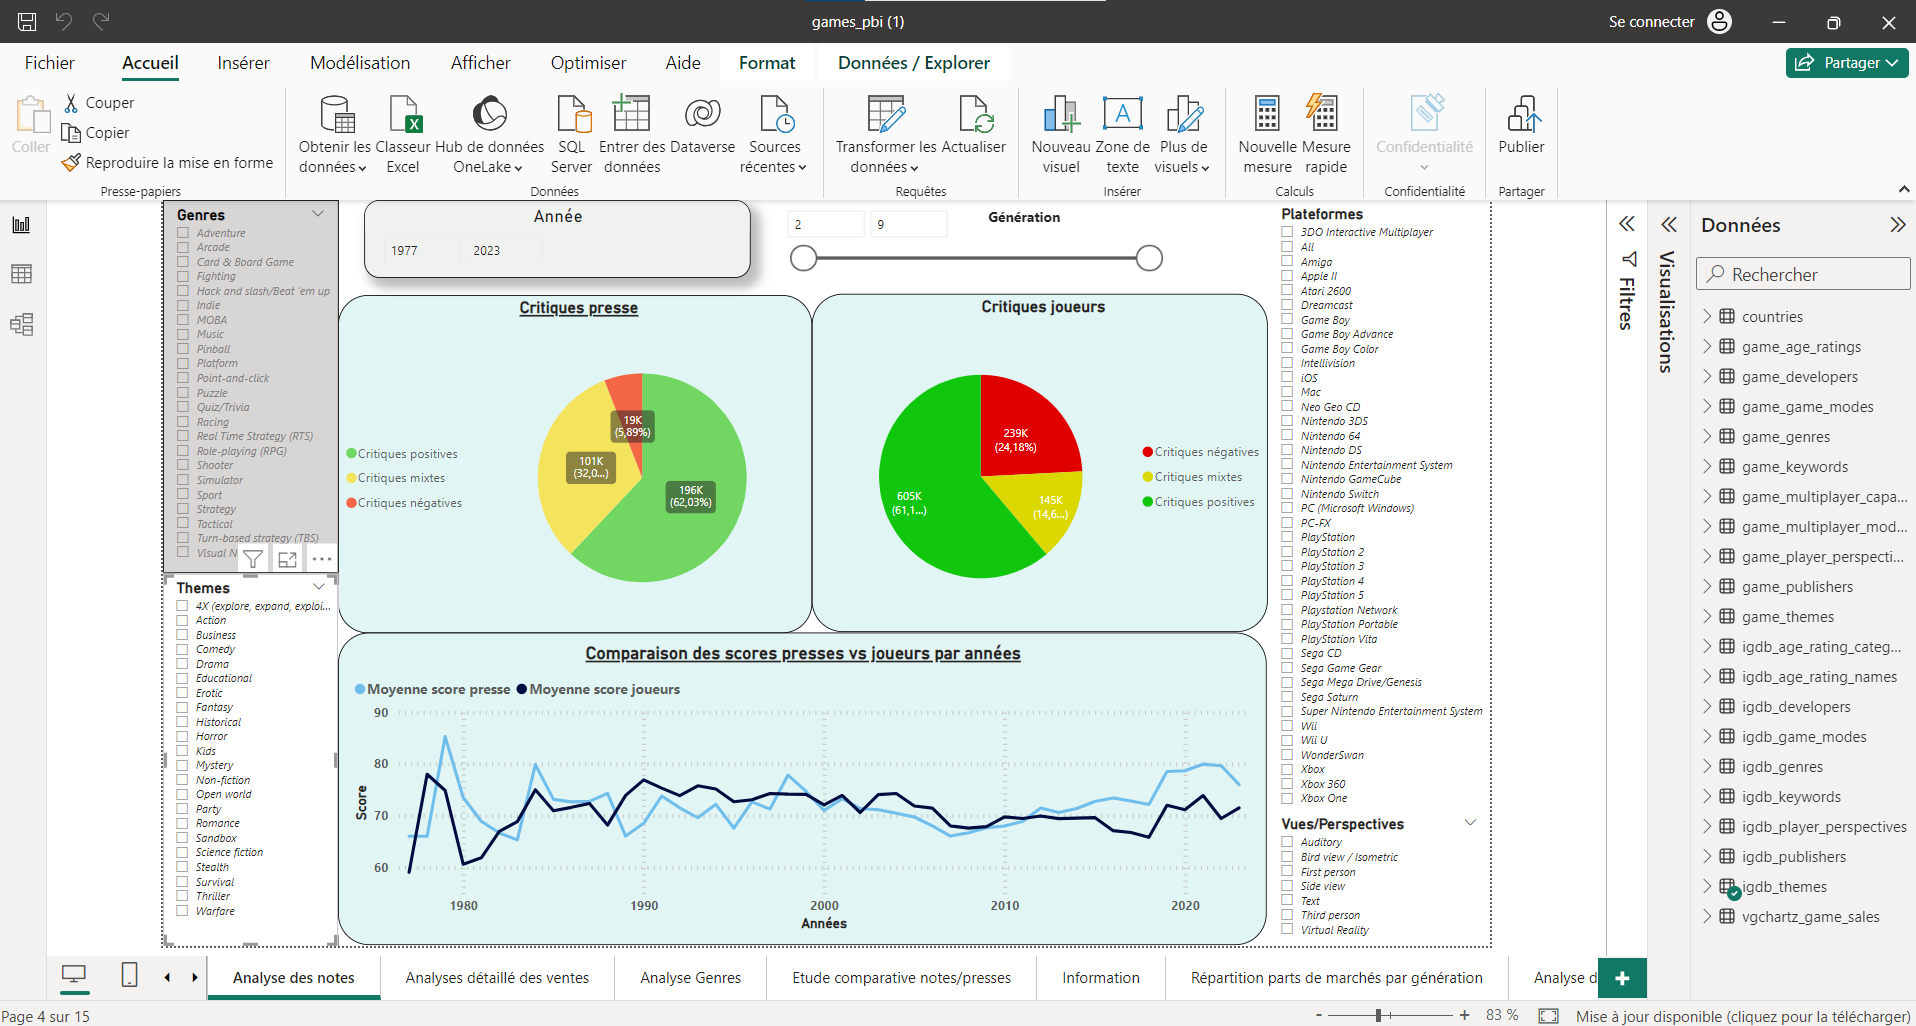 games_pbi (1)
Se connecter
Fichier
Accueil
Insérer
Modélisation
Afficher
Optimiser
Aide
Format
Données / Explorer
Partager
Coller
Couper
Copier
Reproduire la mise en forme
Presse-papiers
Obtenir les données
Classeur Excel
Hub de données OneLake
SQL Server
Entrer des données
Dataverse
Sources récentes
Données
Transformer les données
Actualiser
Requêtes
Nouveau visuel
Zone de texte
Plus de visuels
Insérer
Nouvelle mesure
Mesure rapide
Calculs
Confidentialité
Confidentialité
Publier
Partager
Genres
Adventure
Arcade
Card & Board Game
Fighting
Hack and slash/Beat 'em up
Indie
MOBA
Music
Pinball
Platform
Point-and-click
Puzzle
Quiz/Trivia
Racing
Real Time Strategy (RTS)
Role-playing (RPG)
Shooter
Simulator
Sport
Strategy
Tactical
Turn-based strategy (TBS)
Visual N
Themes
4X (explore, expand, exploi...
Action
Business
Comedy
Drama
Educational
Erotic
Fantasy
Historical
Horror
Kids
Mystery
Non-fiction
Open world
Party
Romance
Sandbox
Science fiction
Stealth
Survival
Thriller
Warfare
Année
1977
2023
2
9
Génération
Critiques presse
Critiques positives
Critiques mixtes
Critiques négatives
19K
(5,89%)
101K
(32,0...)
196K
(62,03%)
Critiques joueurs
239K
(24,18%)
605K
(61,1...)
145K
(14,6...)
Critiques négatives
Critiques mixtes
Critiques positives
Comparaison des scores presses vs joueurs par années
Moyenne score presse
Moyenne score joueurs
90
80
70
60
Score
1980
1990
2000
2010
2020
Années
Plateformes
3DO Interactive Multiplayer
All
Amiga
Apple II
Atari 2600
Dreamcast
Game Boy
Game Boy Advance
Game Boy Color
Intellivision
iOS
Mac
Neo Geo CD
Nintendo 3DS
Nintendo 64
Nintendo DS
Nintendo Entertainment System
Nintendo GameCube
Nintendo Switch
PC (Microsoft Windows)
PC-FX
PlayStation
PlayStation 2
PlayStation 3
PlayStation 4
PlayStation 5
Playstation Network
PlayStation Portable
PlayStation Vita
Sega CD
Sega Game Gear
Sega Mega Drive/Genesis
Sega Saturn
Super Nintendo Entertainment System
Wii
Wii U
WonderSwan
Xbox
Xbox 360
Xbox One
Vues/Perspectives
Auditory
Bird view / Isometric
First person
Side view
Text
Third person
Virtual Reality
Filtres
Visualisations
Données
Rechercher
countries
game_age_ratings
game_developers
game_game_modes
game_genres
game_keywords
game_multiplayer_capa...
game_multiplayer_mod...
game_player_perspecti...
game_publishers
game_themes
igdb_age_rating_categ...
igdb_age_rating_names
igdb_developers
igdb_game_modes
igdb_genres
igdb_keywords
igdb_player_perspectives
igdb_publishers
igdb_themes
vgchartz_game_sales
Analyse des notes
Analyses détaillé des ventes
Analyse Genres
Etude comparative notes/presses
Information
Répartition parts de marchés par génération
Analyse d
Page 4 sur 15
- + 83 %
Mise à jour disponible (cliquez pour la télécharger)